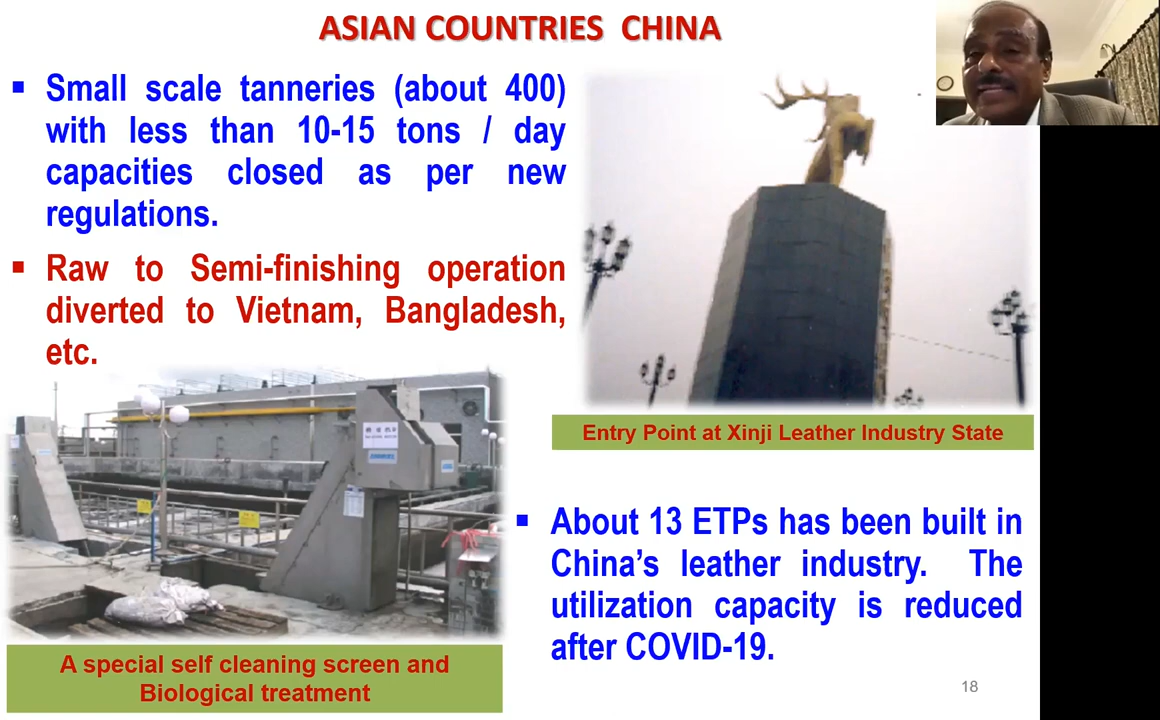 ASIAN COUNTRIES CHINA
▪ Small scale tanneries (about 400)
with less than 10-15 tons / day
capacities closed as per new
regulations.
▪ Raw to Semi-finishing operation
diverted to Vietnam, Bangladesh,
etc.
Entry Point at Xinji Leather Industry State
▪ About 13 ETPs has been built in
China’s leather industry. The
utilization capacity is reduced
after COVID-19.
A special self cleaning screen and
Biological treatment
18